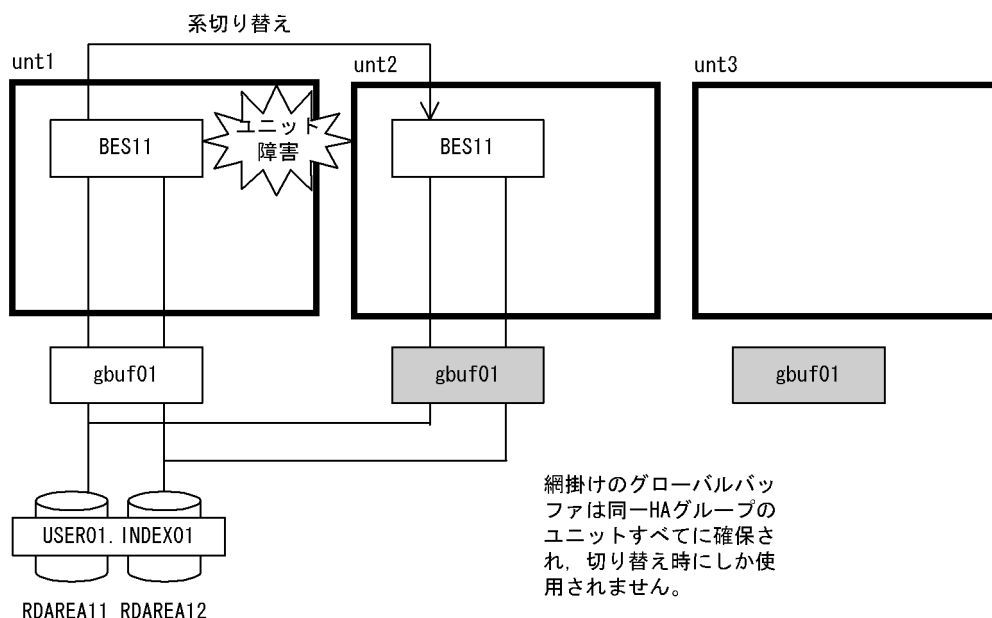 系切り替え
unt1
unt2
unt3
BES11
ユニット
障害
BES11
gbuf01
gbuf01
gbuf01
USER01.INDEX01
RDAREA11 RDAREA12
網掛けのグローバルバッ
ファは同一HAグループの
ユニットすべてに確保さ
れ，切り替え時にしか使
用されません。